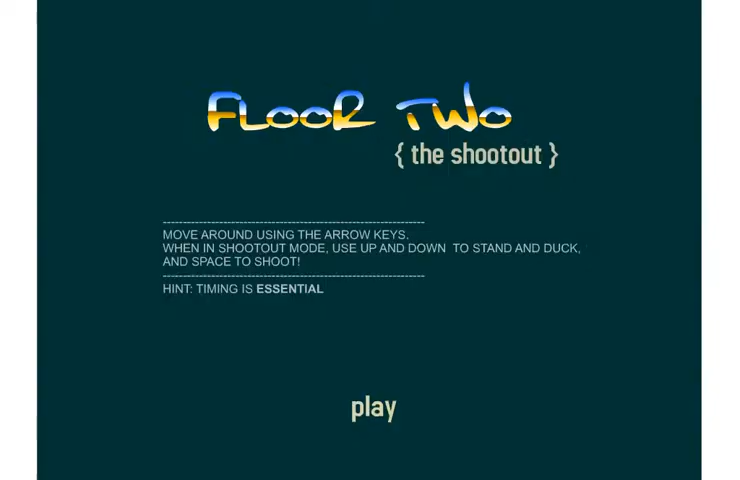 FLOOR TWO
{ the shootout }
------------------------------------------------------------------
MOVE AROUND USING THE ARROW KEYS.
WHEN IN SHOOTOUT MODE, USE UP AND DOWN  TO STAND AND DUCK,
AND SPACE TO SHOOT!
------------------------------------------------------------------
HINT: TIMING IS ESSENTIAL
play